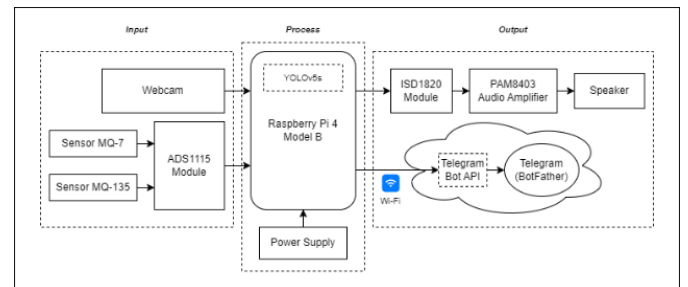 Input
Process
Output
Webcam
Sensor MQ-7
Sensor MQ-135
ADS1115
Module
YOLOv5s
Raspberry Pi 4
Model B
Power Supply
ISD1820
Module
PAM8403
Audio Amplifier
Speaker
Wi-Fi
Telegram
Bot API
Telegram
(BotFather)